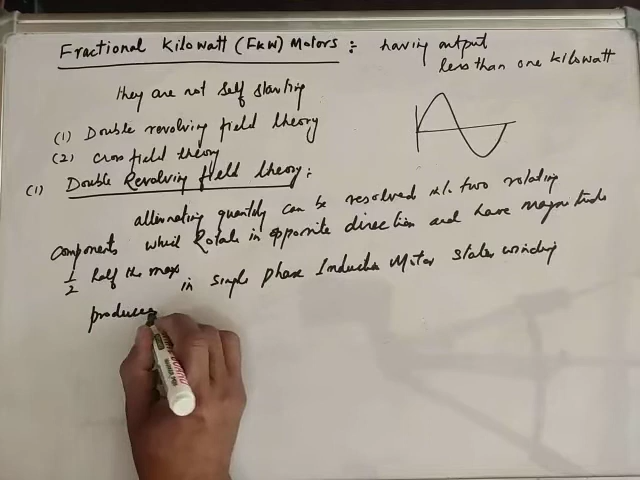 Fractional Kilowatt (FKW) Motors : having output
less than one kilowatt
they are not self starting
(1) Double revolving field theory
(2) cross field theory
(1) Double Revolving field theory :
alternating quantity can be resolved two rotating
components which Rotate in opposite direction and have magnitude
1/2 half the max in single phase Induction Motor stator winding
produces